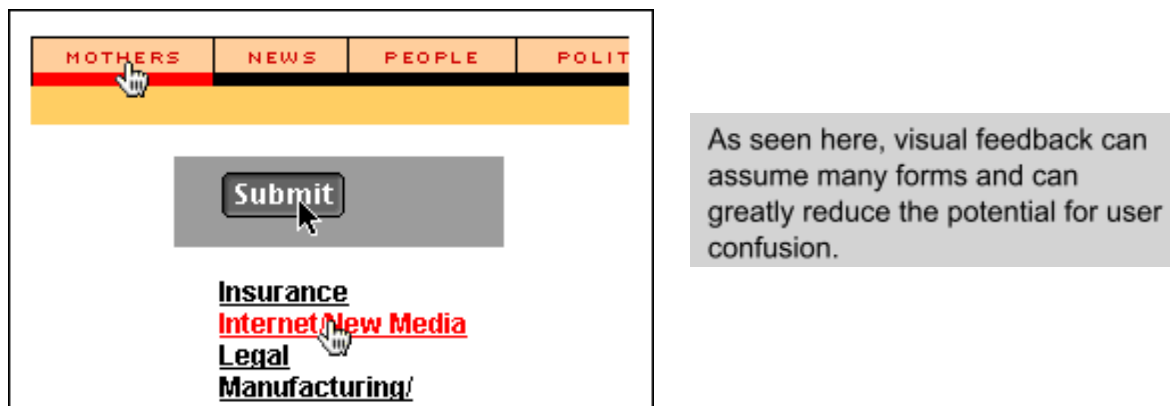 MOTHERS NEWS PEOPLE POLIT
Submit
Insurance
Internet/New Media
Legal
Manufacturing/
As seen here, visual feedback can
assume many forms and can
greatly reduce the potential for user
confusion.